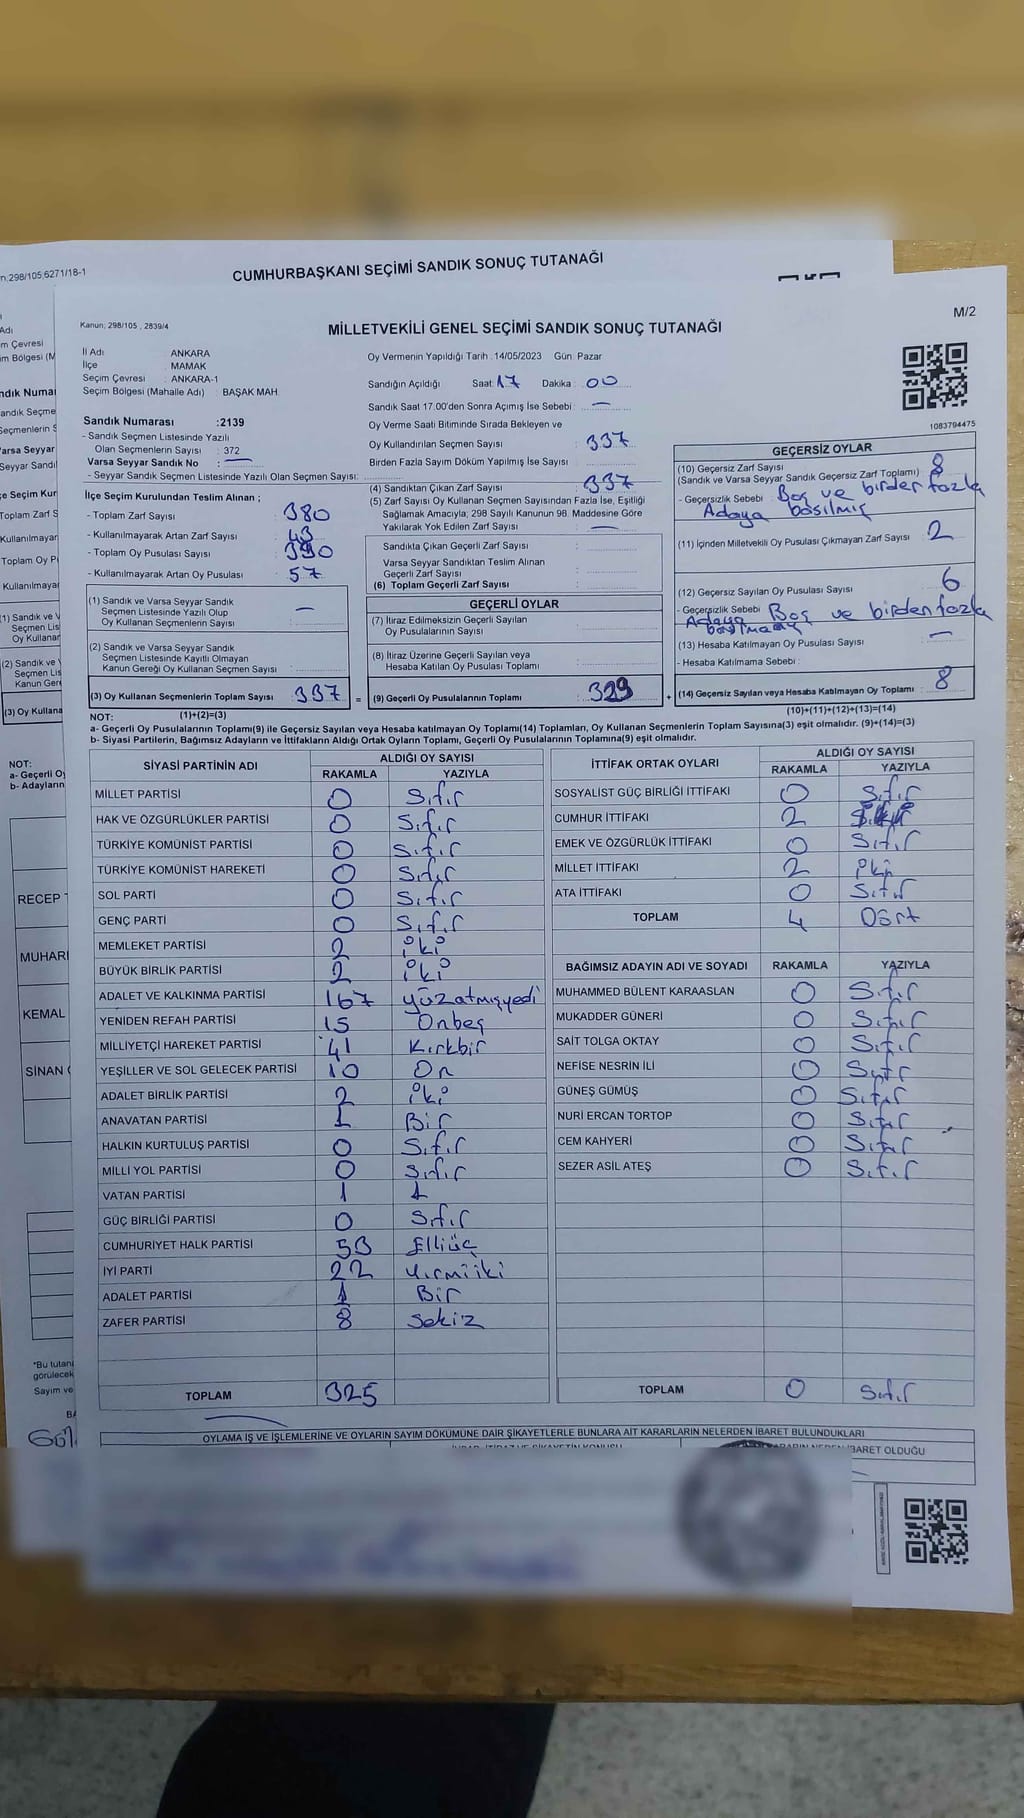 n:298/105,6271/18-1
CUMHURBAŞKANI SEÇİMİ SANDIK SONUÇ TUTANAĞI
M/2
Kanun: 298/105 , 2839/4
MİLLETVEKİLİ GENEL SEÇİMİ SANDIK SONUÇ TUTANAĞI
İl Adı ANKARA
İlçe MAMAK
Seçim Çevresi : ANKARA-1
Seçim Bölgesi (Mahalle Adı) BAŞAK MAH
Oy Vermenin Yapıldığı Tarih :14/05/2023 Gün: Pazar
Sandığın Açıldığı Saat: 17 Dakika : 00
Sandık Saat 17.00'den Sonra Açımış İse Sebebi : —
1083794475
Sandık Numarası :2139
- Sandık Seçmen Listesinde Yazılı
Olan Seçmenlerin Sayısı : 372
Varsa Seyyar Sandık No : —
- Seyyar Sandık Seçmen Listesinde Yazılı Olan Seçmen Sayısı:
Oy Verme Saati Bitiminde Sırada Bekleyen ve
Oy Kullandırılan Seçmen Sayısı : 337
Birden Fazla Sayım Döküm Yapılmış İse Sayısı
İlçe Seçim Kurulundan Teslim Alınan ;
- Toplam Zarf Sayısı : 380
- Kullanılmayarak Artan Zarf Sayısı : 43
- Toplam Oy Pusulası Sayısı : 390
- Kullanılmayarak Artan Oy Pusulası : 57
(4) Sandıktan Çıkan Zarf Sayısı : 337
(5) Zarf Sayısı Oy Kullanan Seçmen Sayısından Fazla İse, Eşitliği
Sağlamak Amacıyla, 298 Sayılı Kanunun 98. Maddesine Göre
Yakılarak Yok Edilen Zarf Sayısı : —
Sandıkta Çıkan Geçerli Zarf Sayısı
Varsa Seyyar Sandıktan Teslim Alınan
Geçerli Zarf Sayısı
(6) Toplam Geçerli Zarf Sayısı
GEÇERSİZ OYLAR
(10) Geçersiz Zarf Sayısı
(Sandık ve Varsa Seyyar Sandık Geçersiz Zarf Toplamı) 8
- Geçersizlik Sebebi Boş ve birden fazla
Adaya basılmış
(11) İçinden Milletvekili Oy Pusulası Çıkmayan Zarf Sayısı 2
(12) Geçersiz Sayılan Oy Pusulası Sayısı 6
- Geçersizlik Sebebi Boş ve birden fazla
Adaya
(13) Hesaba Katılmayan Oy Pusulası Sayısı —
- Hesaba Katılmama Sebebi :
(14) Geçersiz Sayılan veya Hesaba Katılmayan Oy Toplamı : 8
(10)+(11)+(12)+(13)=(14)
(1) Sandık ve Varsa Seyyar Sandık
Seçmen Listesinde Yazılı Olup
Oy Kullanan Seçmenlerin Sayısı : —
(2) Sandık ve Varsa Seyyar Sandık
Seçmen Listesinde Kayıtlı Olmayan
Kanun Gereği Oy Kullanan Seçmen Sayısı
(3) Oy Kullanan Seçmenlerin Toplam Sayısı : 337
(1)+(2)=(3)
GEÇERLİ OYLAR
(7) İtiraz Edilmeksizin Geçerli Sayılan
Oy Pusulalarının Sayısı
(8) İtiraz Üzerine Geçerli Sayılan veya
Hesaba Katılan Oy Pusulası Toplamı
(9) Geçerli Oy Pusulalarının Toplamı : 329
NOT:
a- Geçerli Oy Pusulaları Toplamı(9) ile Geçersiz Sayılan veya Hesaba katılmayan Oy Toplamı(14) Toplamları, Oy Kullanan Seçmenlerin Toplam Sayısına(3) eşit olmalıdır. (9)+(14)=(3)
b- Siyasi Partilerin, Bağımsız Adayların ve İttifakların Aldığı Ortak Oyların Toplamı, Geçerli Oy Pusulalarının Toplamına(9) eşit olmalıdır.
SİYASİ PARTİNİN ADI ALDIĞI OY SAYISI
RAKAMLA YAZIYLA
MİLLET PARTİSİ 0 Sıfır
HAK VE ÖZGÜRLÜKLER PARTİSİ 0 Sıfır
TÜRKİYE KOMÜNİST PARTİSİ 0 Sıfır
TÜRKİYE KOMÜNİST HAREKETİ 0 Sıfır
SOL PARTİ 0 Sıfır
GENÇ PARTİ 0 Sıfır
MEMLEKET PARTİSİ 2 iki
BÜYÜK BİRLİK PARTİSİ 2 iki
ADALET VE KALKINMA PARTİSİ 167 yüzatmışyedi
YENİDEN REFAH PARTİSİ 15 Onbeş
MİLLİYETÇİ HAREKET PARTİSİ 41 Kırkbir
YEŞİLLER VE SOL GELECEK PARTİSİ 10 On
ADALET BİRLİK PARTİSİ 2 iki
ANAVATAN PARTİSİ 1 Bir
HALKIN KURTULUŞ PARTİSİ 0 Sıfır
MİLLİ YOL PARTİSİ 0 Sıfır
VATAN PARTİSİ 1 1
GÜÇ BİRLİĞİ PARTİSİ 0 Sıfır
CUMHURİYET HALK PARTİSİ 53 Elliüç
İYİ PARTİ 22 Yirmiiki
ADALET PARTİSİ 1 Bir
ZAFER PARTİSİ 8 Sekiz
TOPLAM 325
İTTİFAK ORTAK OYLARI ALDIĞI OY SAYISI
RAKAMLA YAZIYLA
SOSYALİST GÜÇ BİRLİĞİ İTTİFAKI 0 Sıfır
CUMHUR İTTİFAKI 2
EMEK VE ÖZGÜRLÜK İTTİFAKI 0 Sıfır
MİLLET İTTİFAKI 2 iki
ATA İTTİFAKI 0 Sıfır
TOPLAM 4 Dört
BAĞIMSIZ ADAYIN ADI VE SOYADI RAKAMLA YAZIYLA
MUHAMMED BÜLENT KARAASLAN 0 Sıfır
MUKADDER GÜNERİ 0 Sıfır
SAİT TOLGA OKTAY 0 Sıfır
NEFİSE NESRİN İLİ 0 Sıfır
GÜNEŞ GÜMÜŞ 0 Sıfır
NURİ ERCAN TORTOP 0 Sıfır
CEM KAHYERİ 0 Sıfır
SEZER ASİL ATEŞ 0 Sıfır
TOPLAM 0 Sıfır
OYLAMA İŞ VE İŞLEMLERİNE VE OYLARIN SAYIM DÖKÜMÜNE DAİR ŞİKAYETLERLE BUNLARA AİT KARARLARIN NELERDEN İBARET BULUNDUKLARI
BARET OLDUĞU
RECEP
MUHAR
KEMAL
SİNAN
*Bu tutan
görülecek
Sayım ve